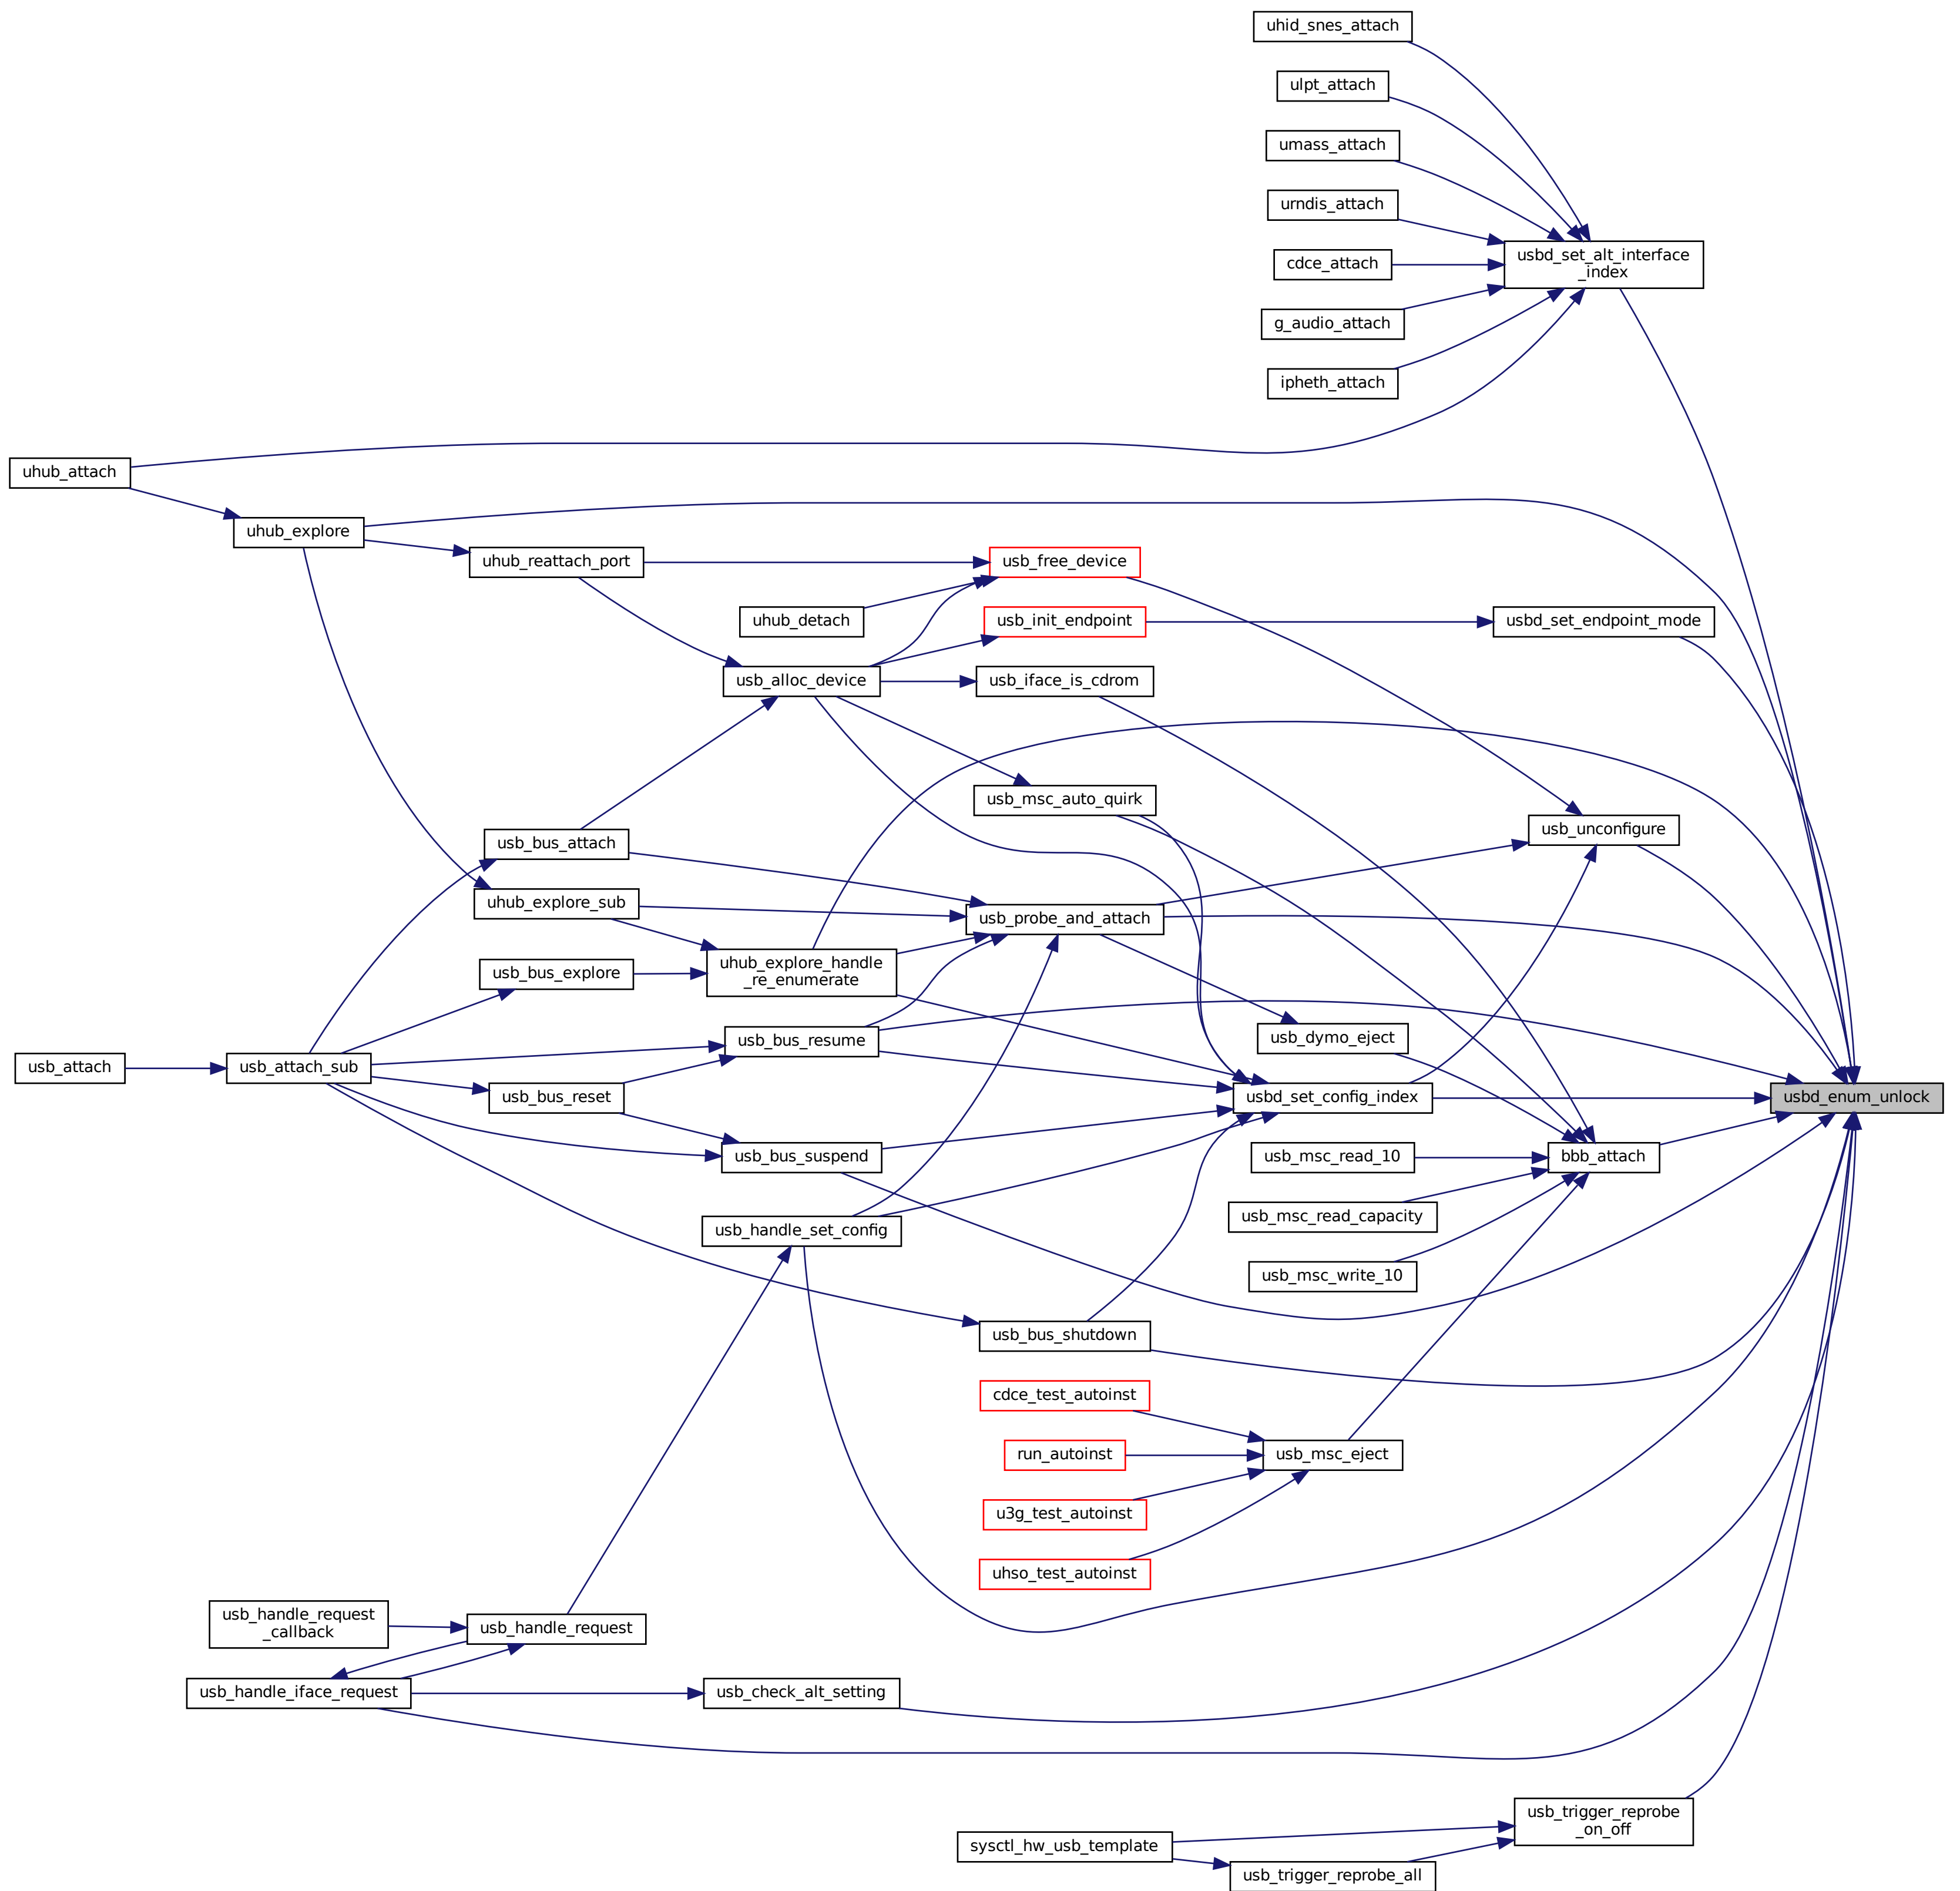 uhid_snes_attach
ulpt_attach
umass_attach
urndis_attach
usbd_set_alt_interface
_index
cdce_attach
g_audio_attach
ipheth_attach
uhub_attach
uhub_explore
uhub_reattach_port
usb_free_device
uhub_detach
usb_init_endpoint
usbd_set_endpoint_mode
usb_alloc_device
usb_iface_is_cdrom
usb_msc_auto_quirk
usb_unconfigure
usb_bus_attach
uhub_explore_sub
usb_probe_and_attach
usb_bus_explore
uhub_explore_handle
_re_enumerate
usb_bus_resume
usb_dymo_eject
usb_attach
usb_attach_sub
usb_bus_reset
usbd_set_config_index
usbd_enum_unlock
usb_bus_suspend
usb_msc_read_10
bbb_attach
usb_msc_read_capacity
usb_handle_set_config
usb_msc_write_10
usb_bus_shutdown
cdce_test_autoinst
run_autoinst
usb_msc_eject
u3g_test_autoinst
uhso_test_autoinst
usb_handle_request
_callback
usb_handle_request
usb_handle_iface_request
usb_check_alt_setting
usb_trigger_reprobe
_on_off
sysctl_hw_usb_template
usb_trigger_reprobe_all